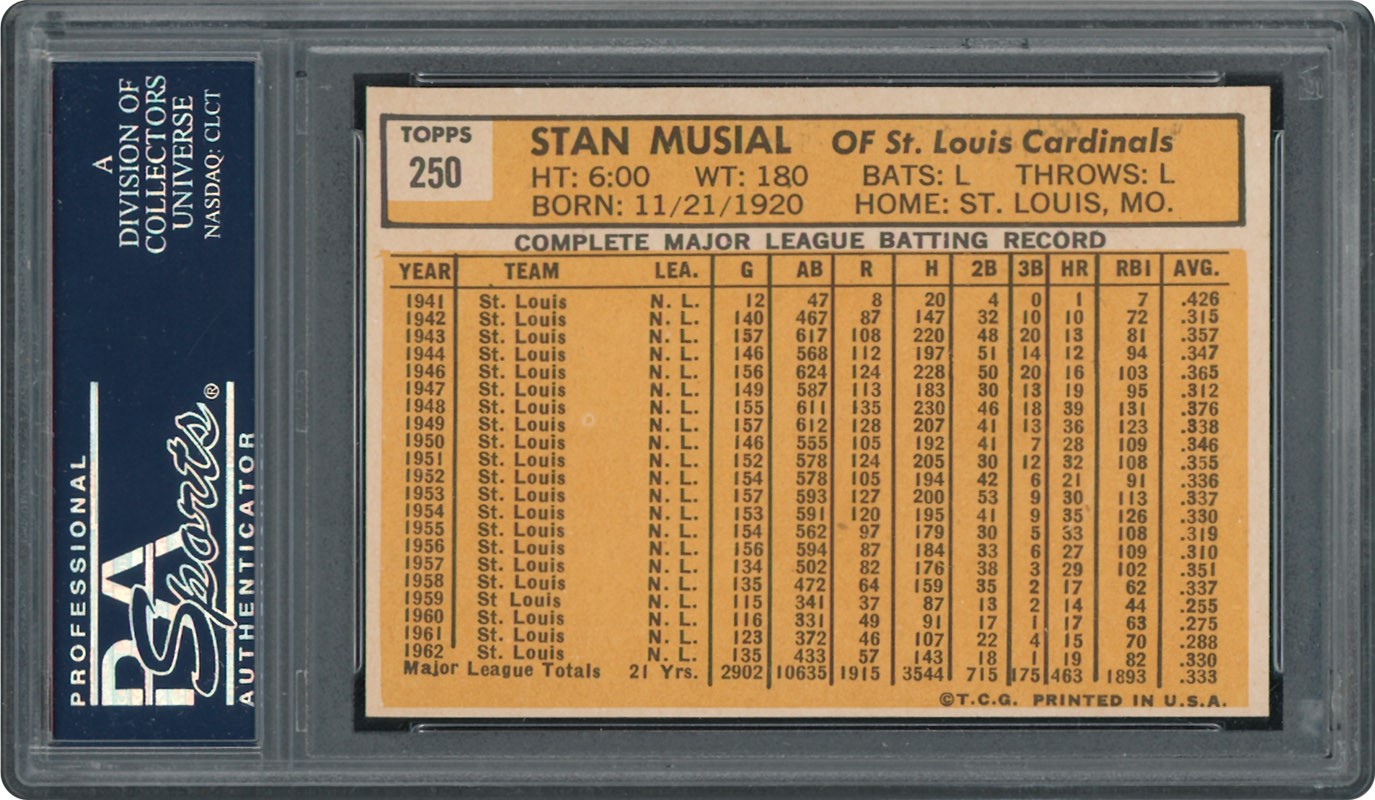 A
DIVISION OF
COLLECTORS
UNIVERSE
NASDAQ: CLCT
PROFESSIONAL
PSA
Sports®
AUTHENTICATOR
TOPPS
250
STAN MUSIAL OF St. Louis Cardinals
HT: 6:00 WT: 180 BATS: L THROWS: L
BORN: 11/21/1920 HOME: ST. LOUIS, MO.
COMPLETE MAJOR LEAGUE BATTING RECORD
YEAR TEAM LEA. G AB R H 2B 3B HR RBI AVG.
1941 St. Louis N. L. 12 47 8 20 4 0 1 7 .426
1942 St. Louis N. L. 140 467 87 147 32 10 10 72 .315
1943 St. Louis N. L. 157 617 108 220 48 20 13 81 .357
1944 St. Louis N. L. 146 568 112 197 51 14 12 94 .347
1946 St. Louis N. L. 156 624 124 228 50 20 16 103 .365
1947 St. Louis N. L. 149 587 113 183 30 13 19 95 .312
1948 St. Louis N. L. 155 611 135 230 46 18 39 131 .376
1949 St. Louis N. L. 157 612 128 207 41 13 36 123 .338
1950 St. Louis N. L. 146 555 105 192 41 7 28 109 .346
1951 St. Louis N. L. 152 578 124 205 30 12 32 108 .355
1952 St. Louis N. L. 154 578 105 194 42 6 21 91 .336
1953 St. Louis N. L. 157 593 127 200 53 9 30 113 .337
1954 St. Louis N. L. 153 591 120 195 41 9 35 126 .330
1955 St. Louis N. L. 154 562 97 179 30 5 33 108 .319
1956 St. Louis N. L. 156 594 87 184 33 6 27 109 .310
1957 St. Louis N. L. 134 502 82 176 38 3 29 102 .351
1958 St. Louis N. L. 135 472 64 159 35 2 17 62 .337
1959 St Louis N. L. 115 341 37 87 13 2 14 44 .255
1960 St. Louis N. L. 116 331 49 91 17 1 17 63 .275
1961 St. Louis N. L. 123 372 46 107 22 4 15 70 .288
1962 St. Louis N. L. 135 433 57 143 18 1 19 82 .330
Major League Totals 21 Yrs. 2902 10635 1915 3544 715 175 463 1893 .333
©T.C.G. PRINTED IN U.S.A.